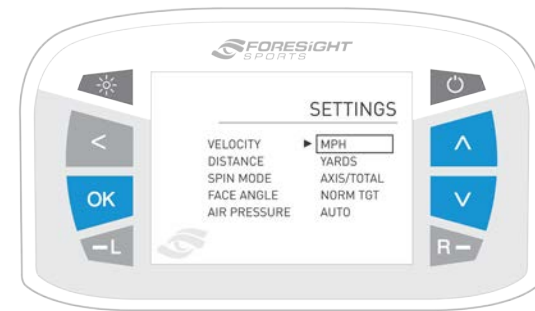 FORESiGHT
SPORTS
SETTINGS
VELOCITY ► MPH
DISTANCE YARDS
SPIN MODE AXIS/TOTAL
FACE ANGLE NORM TGT
AIR PRESSURE AUTO
<
OK
–L
R–